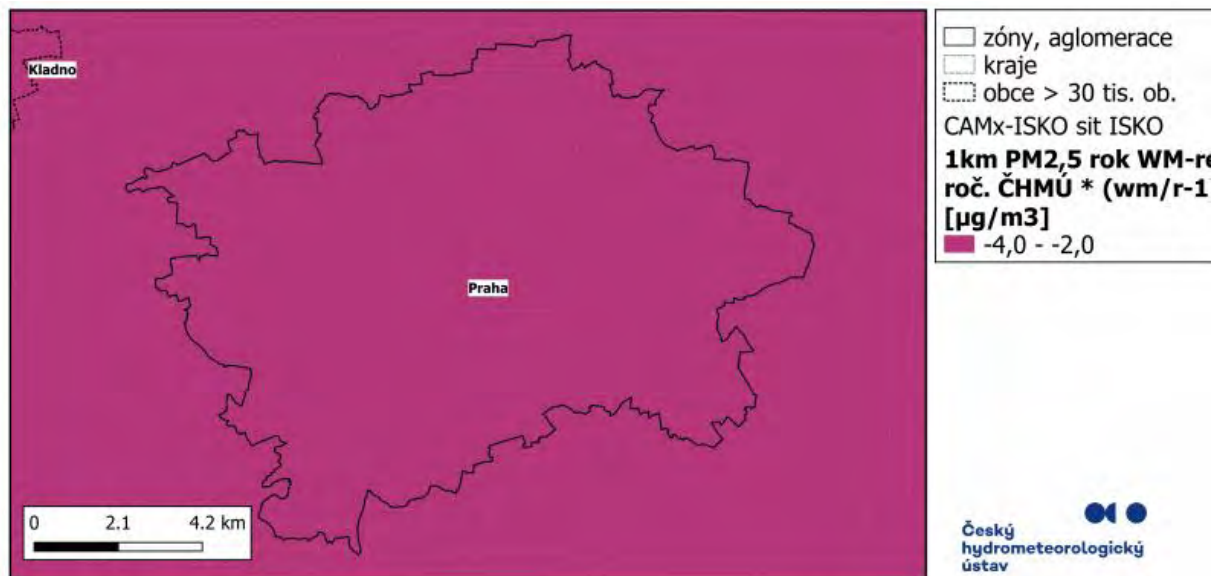 Kladno
Praha
0 2.1 4.2 km
zóny, aglomerace
kraje
obce > 30 tis. ob.
CAMx-ISKO sit ISKO
1km PM2,5 rok WM-re
roč. ČHMÚ * (wm/r-1
[µg/m3]
-4,0 - -2,0
Český
hydrometeorologický
ústav